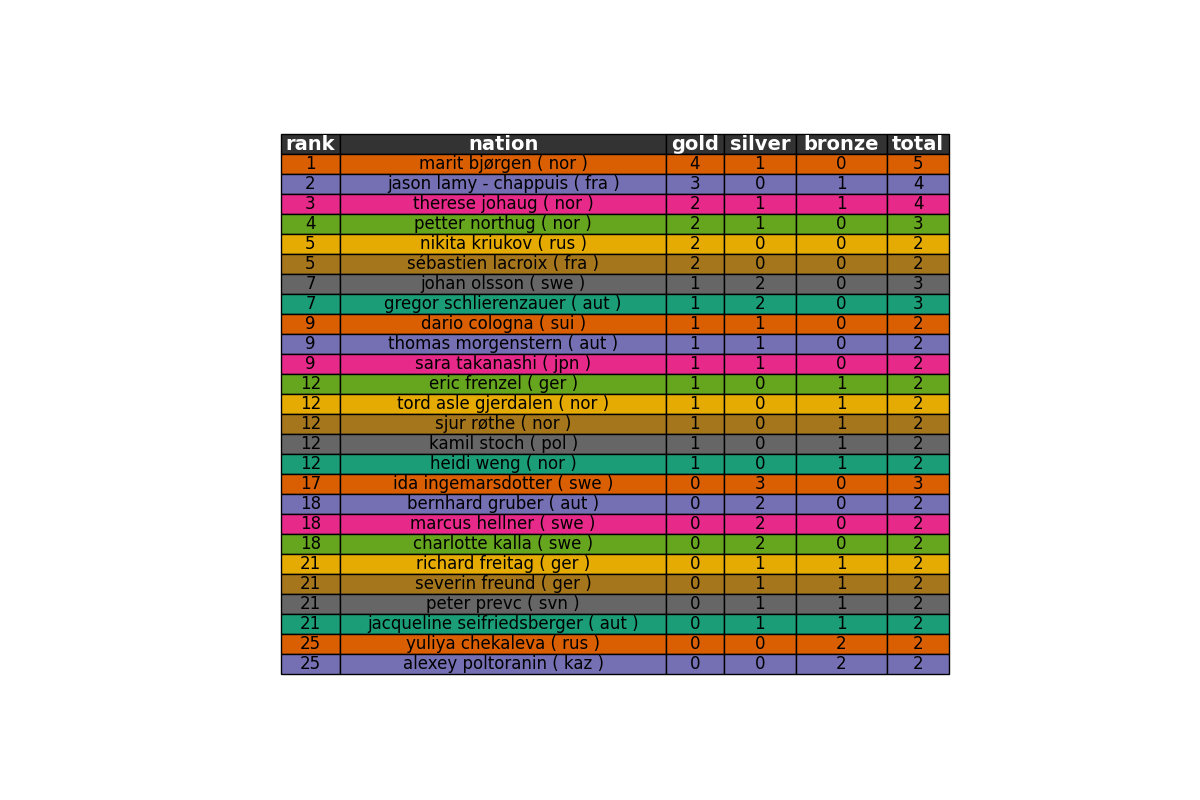 rank nation gold silver bronze total
1 marit bjørgen ( nor ) 4 1 0 5
2 jason lamy - chappuis ( fra ) 3 0 1 4
3 therese johaug ( nor ) 2 1 1 4
4 petter northug ( nor ) 2 1 0 3
5 nikita kriukov ( rus ) 2 0 0 2
5 sébastien lacroix ( fra ) 2 0 0 2
7 johan olsson ( swe ) 1 2 0 3
7 gregor schlierenzauer ( aut ) 1 2 0 3
9 dario cologna ( sui ) 1 1 0 2
9 thomas morgenstern ( aut ) 1 1 0 2
9 sara takanashi ( jpn ) 1 1 0 2
12 eric frenzel ( ger ) 1 0 1 2
12 tord asle gjerdalen ( nor ) 1 0 1 2
12 sjur røthe ( nor ) 1 0 1 2
12 kamil stoch ( pol ) 1 0 1 2
12 heidi weng ( nor ) 1 0 1 2
17 ida ingemarsdotter ( swe ) 0 3 0 3
18 bernhard gruber ( aut ) 0 2 0 2
18 marcus hellner ( swe ) 0 2 0 2
18 charlotte kalla ( swe ) 0 2 0 2
21 richard freitag ( ger ) 0 1 1 2
21 severin freund ( ger ) 0 1 1 2
21 peter prevc ( svn ) 0 1 1 2
21 jacqueline seifriedsberger ( aut ) 0 1 1 2
25 yuliya chekaleva ( rus ) 0 0 2 2
25 alexey poltoranin ( kaz ) 0 0 2 2